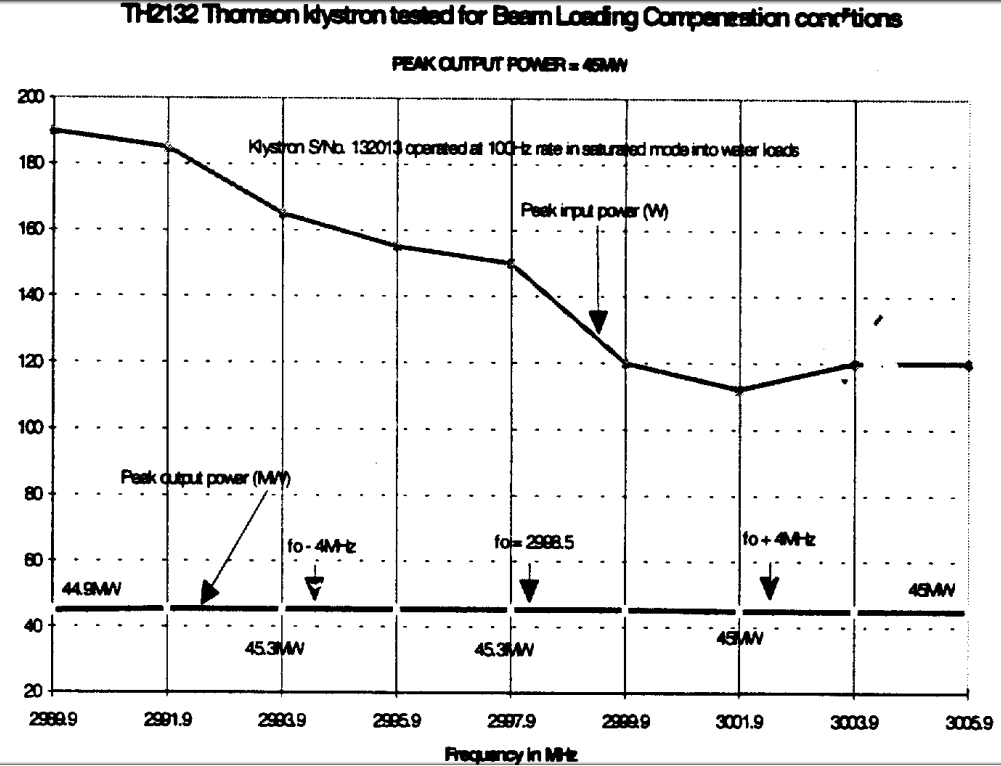 TH2132 Thomson klystron tested for Beam Loading Compensation conditions
PEAK OUTPUT POWER = 45MW
200
Klystron S/No. 132013 operated at 100Hz rate in saturated mode into water loads
180
Peak input power (W)
160
140
120
100
Peak output power (MW)
80
fo - 4MHz
fo = 2998.5
fo + 4MHz
60
44.9MW
45MW
40
45.3MW
45.3MW
45MW
20
2989.9 2991.9 2993.9 2995.9 2997.9 2999.9 3001.9 3003.9 3005.9
Frequency in MHz